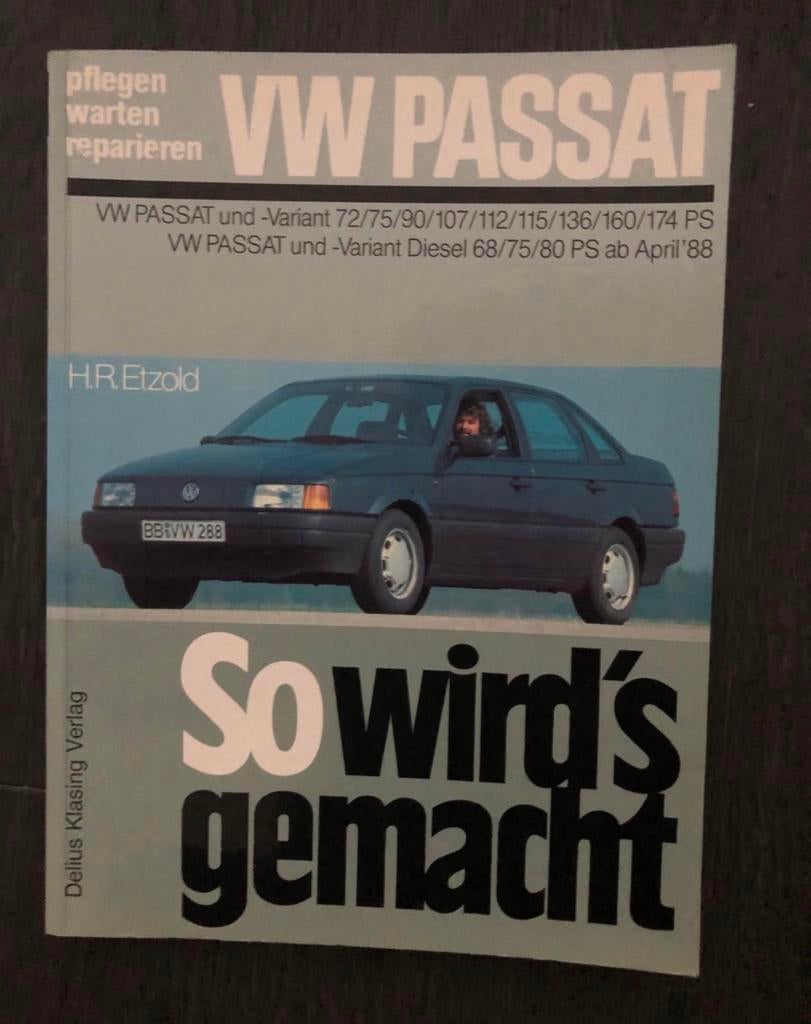 pflegen
warten
reparieren
VW PASSAT
VW PASSAT und -Variant 72/75/90/107/112/115/136/160/174 PS
VW PASSAT und -Variant Diesel 68/75/80 PS ab April '88
H.R. Etzold
BB VW 288
So wird's
gemacht
Delius Klasing Verlag